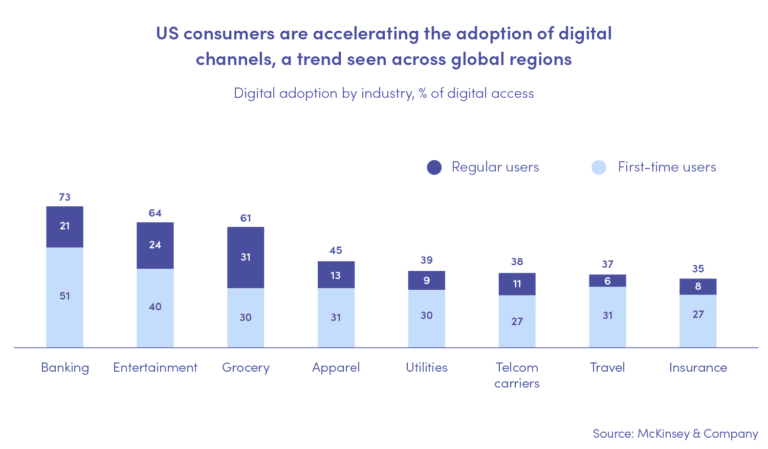 US consumers are accelerating the adoption of digital
channels, a trend seen across global regions
Digital adoption by industry, % of digital access
Regular users
First-time users
73
21
51
Banking
64
24
40
Entertainment
61
31
30
Grocery
45
13
31
Apparel
39
9
30
Utilities
38
11
27
Telcom
carriers
37
6
31
Travel
35
8
27
Insurance
Source: McKinsey & Company